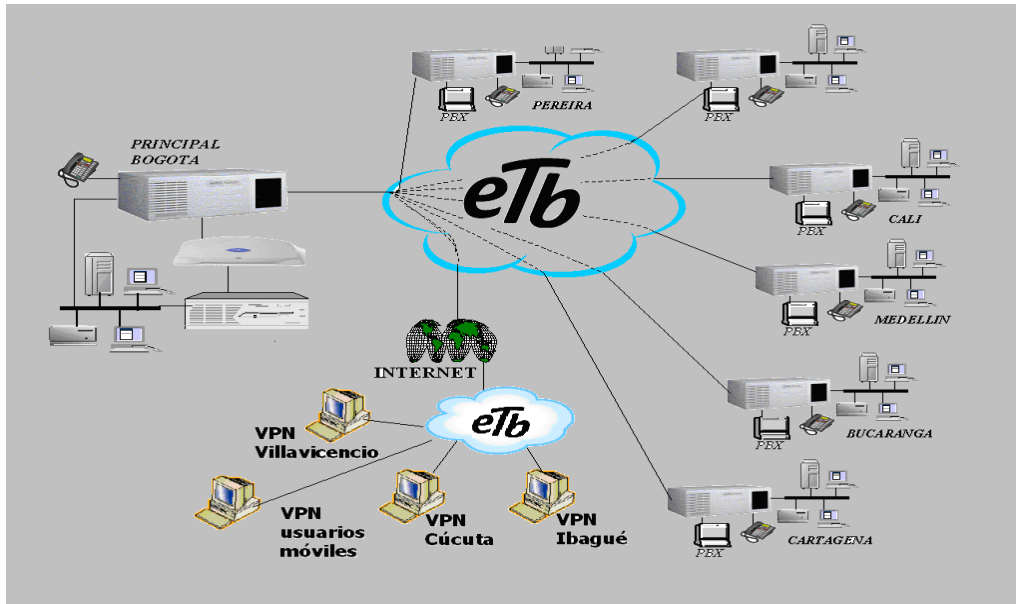 PRINCIPAL
BOGOTA
PBX
PEREIRA
PBX
eTb
PBX
CALI
PBX
MEDELLIN
PBX
BUCARANGA
PBX
CARTAGENA
INTERNET
eTb
VPN
Villavicencio
VPN
usuarios
móviles
VPN
Cúcuta
VPN
Ibagué